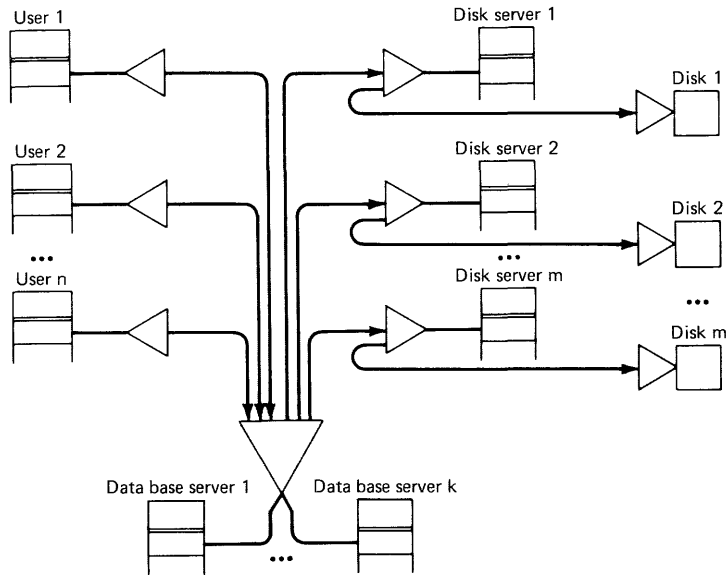 User 1
Disk server 1
Disk 1
User 2
Disk server 2
Disk 2
...
...
User n
Disk server m
...
Disk m
Data base server 1
Data base server k
...